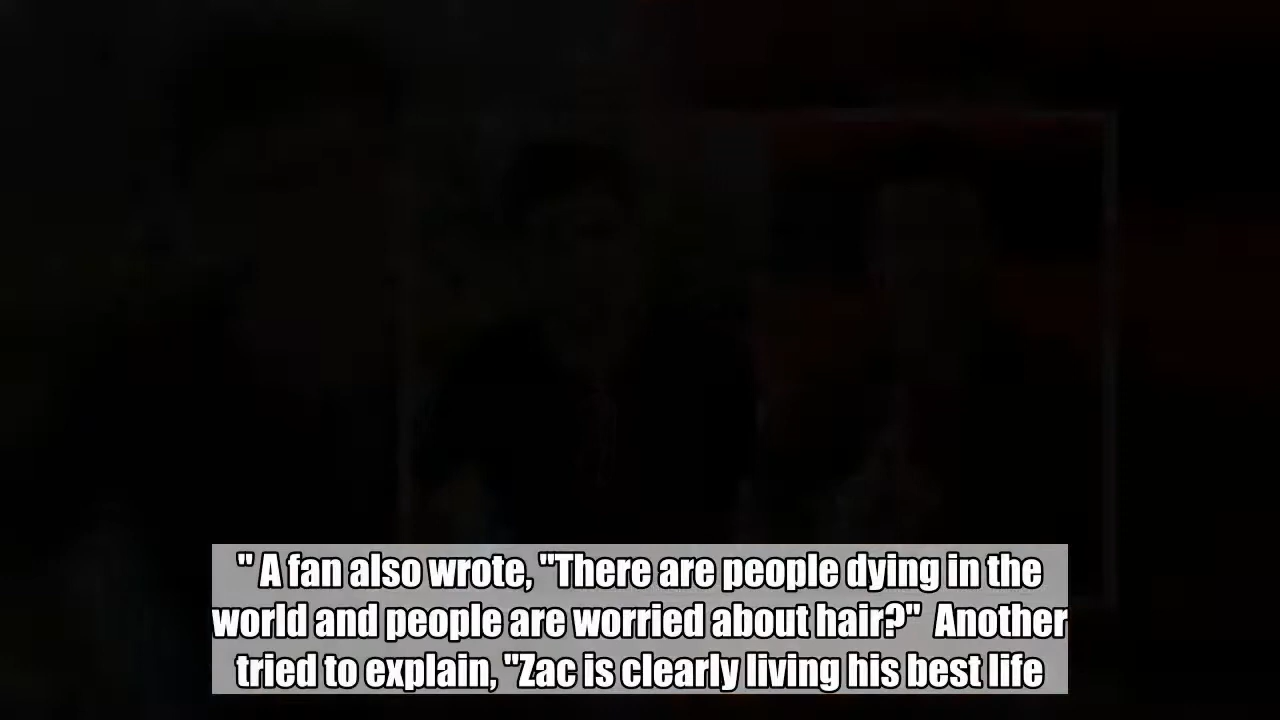 " A fan also wrote, "There are people dying in the
world and people are worried about hair?"  Another
tried to explain, "Zac is clearly living his best life